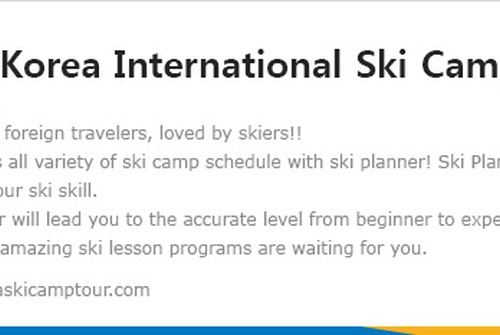 Korea International Ski Cam
foreign travelers, loved by skiers!!
all variety of ski camp schedule with ski planner! Ski Plan
our ski skill.
will lead you to the accurate level from beginner to expe
amazing ski lesson programs are waiting for you.
askicamptour.com